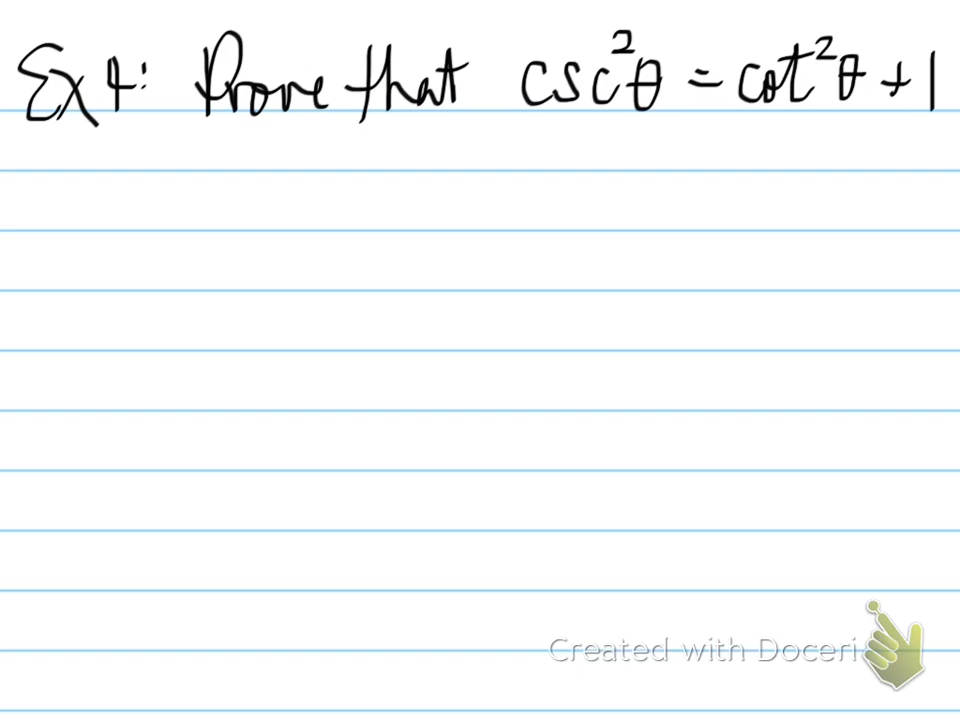 Ex 4: Prove that csc²θ = cot²θ + 1
Created with Doceri